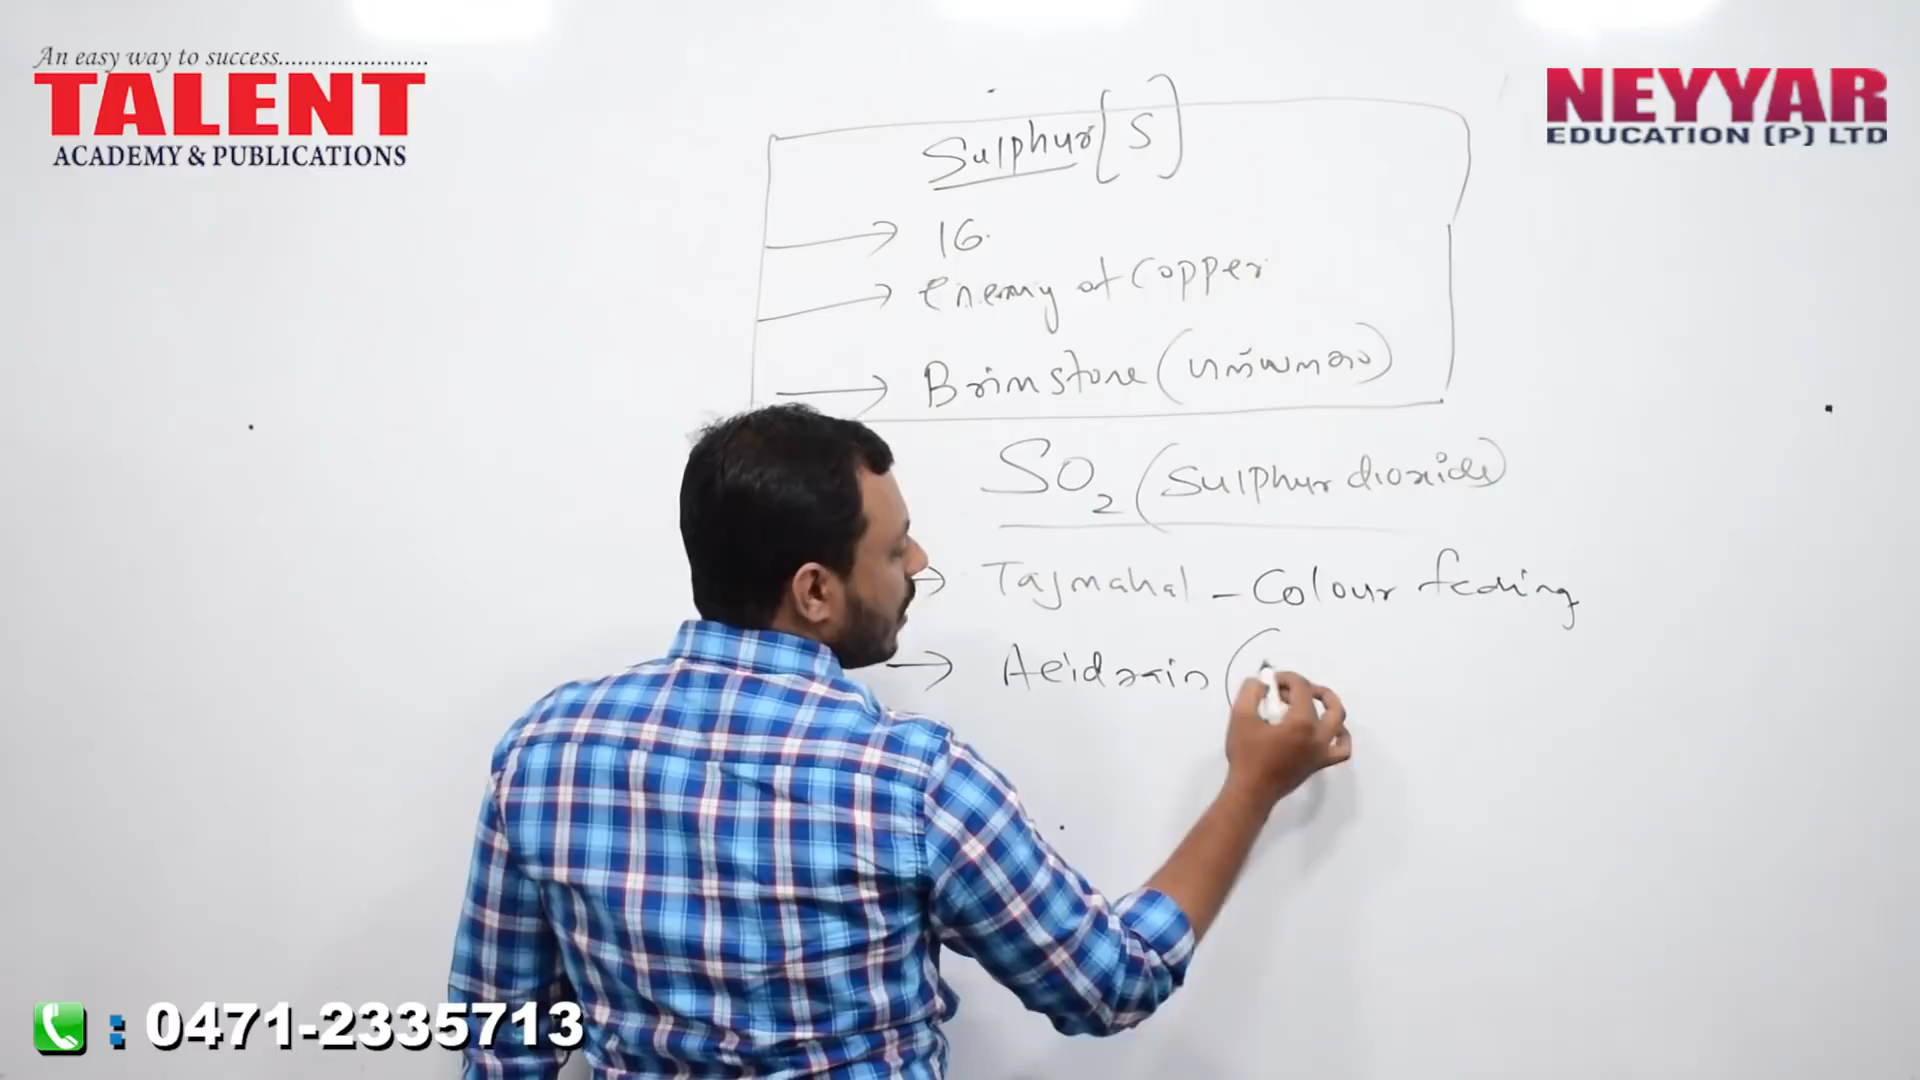 An easy way to success.......................
TALENT
ACADEMY & PUBLICATIONS
NEYYAR
EDUCATION (P) LTD
Sulphur [S]
→ 16
→ enemy of Copper
→ Brimstone (ഗന്ധകം)
SO₂ (Sulphur dioxide)
→ Tajmahal - Colour fading
→ Acid rain (
: 0471-2335713